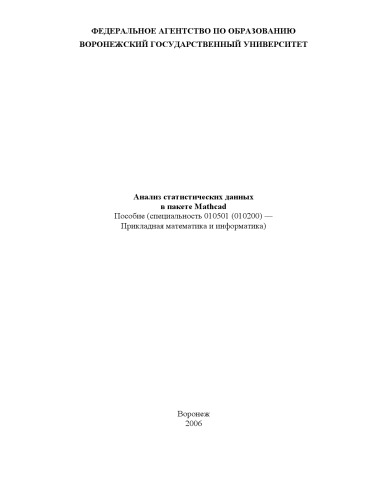 ФЕДЕРАЛЬНОЕ АГЕНТСТВО ПО ОБРАЗОВАНИЮ
ВОРОНЕЖСКИЙ ГОСУДАРСТВЕННЫЙ УНИВЕРСИТЕТ
Анализ статистических данных
в пакете Mathcad
Пособие (специальность 010501 (010200) —
Прикладная математика и информатика)
Воронеж
2006